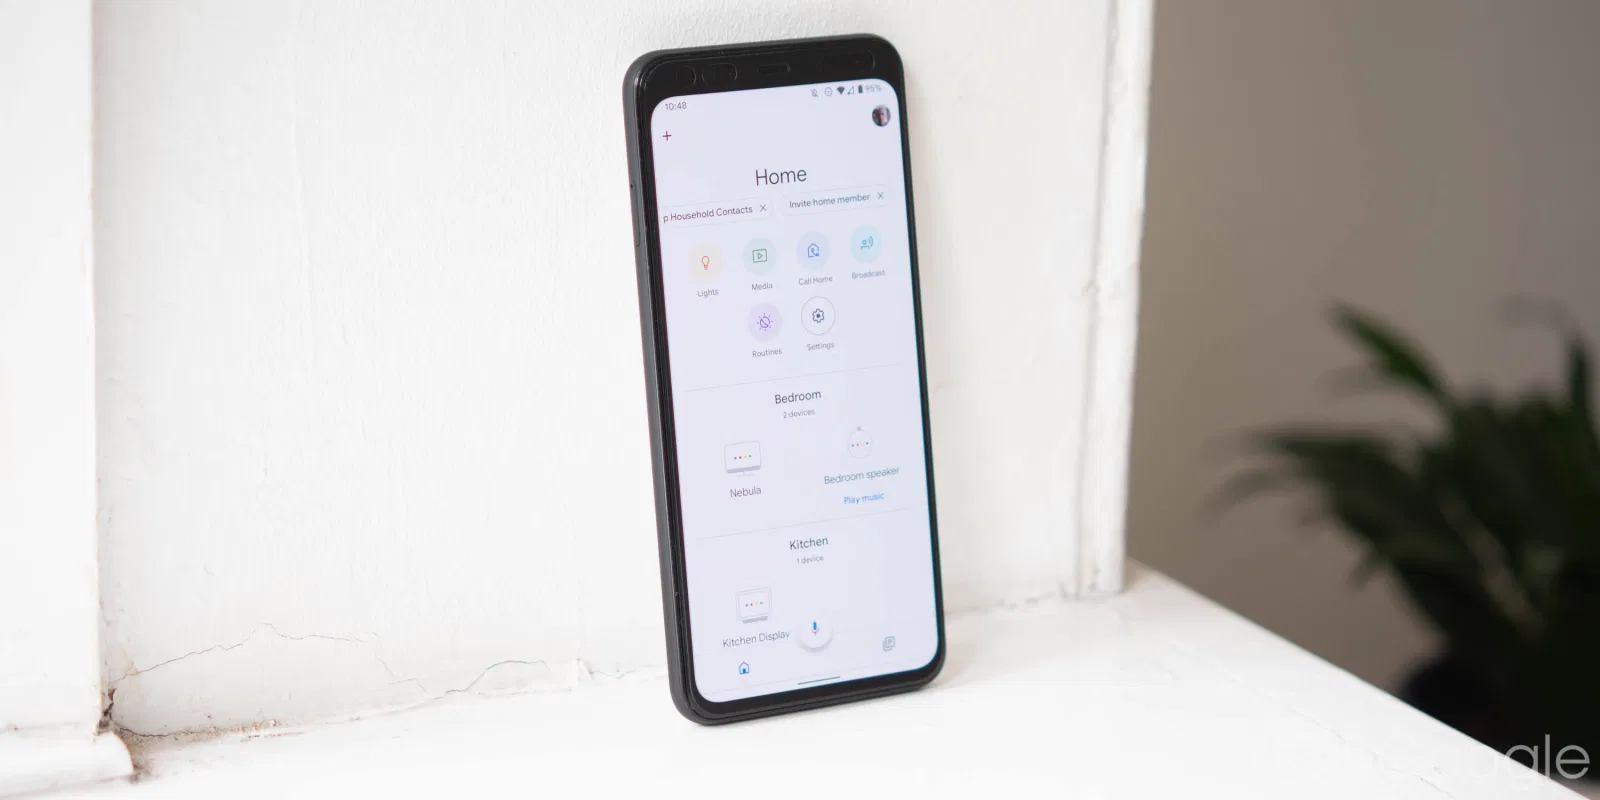 10:48 95%
Home
p Household Contacts Invite home member
Lights Media Call Home Broadcast
Routines Settings
Bedroom
2 devices
Nebula Bedroom speaker
Play music
Kitchen
1 device
Kitchen Display